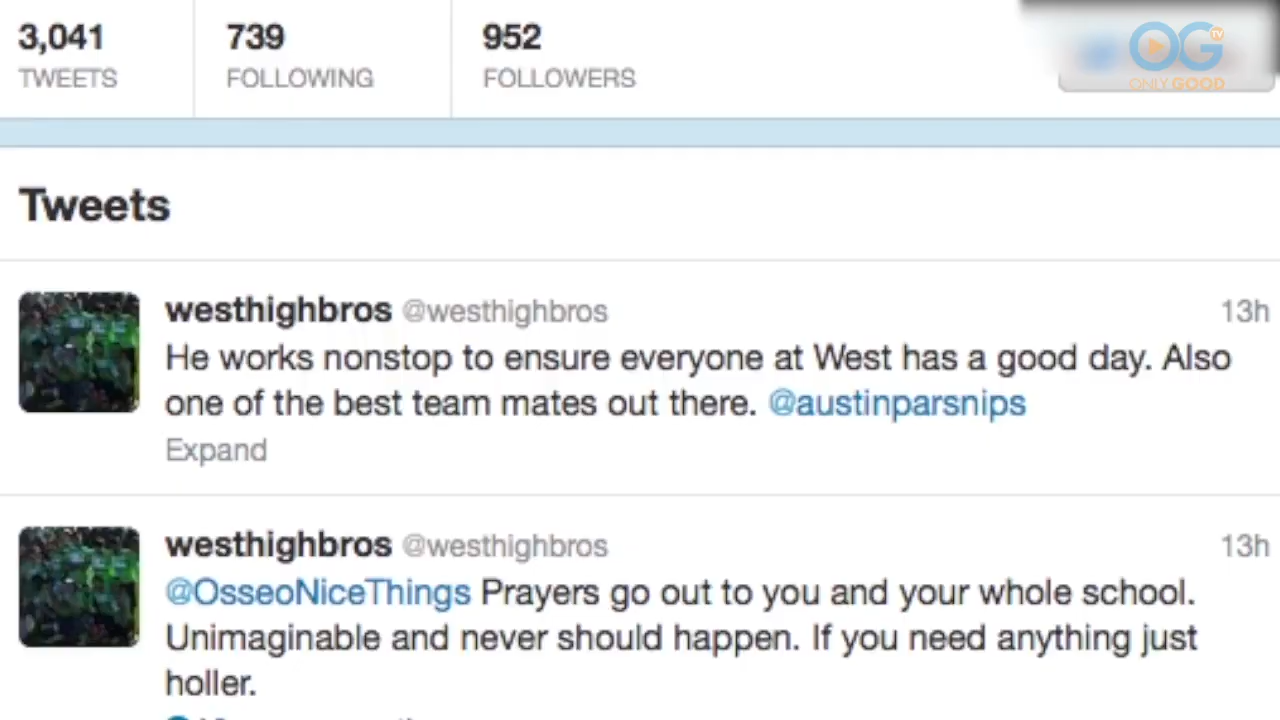 3,041
739
952
TWEETS
FOLLOWING
FOLLOWERS
OG TV
ONLY GOOD
Tweets
westhighbros @westhighbros 13h
He works nonstop to ensure everyone at West has a good day. Also
one of the best team mates out there. @austinparsnips
Expand
westhighbros @westhighbros 13h
@OsseoNiceThings Prayers go out to you and your whole school.
Unimaginable and never should happen. If you need anything just
holler.